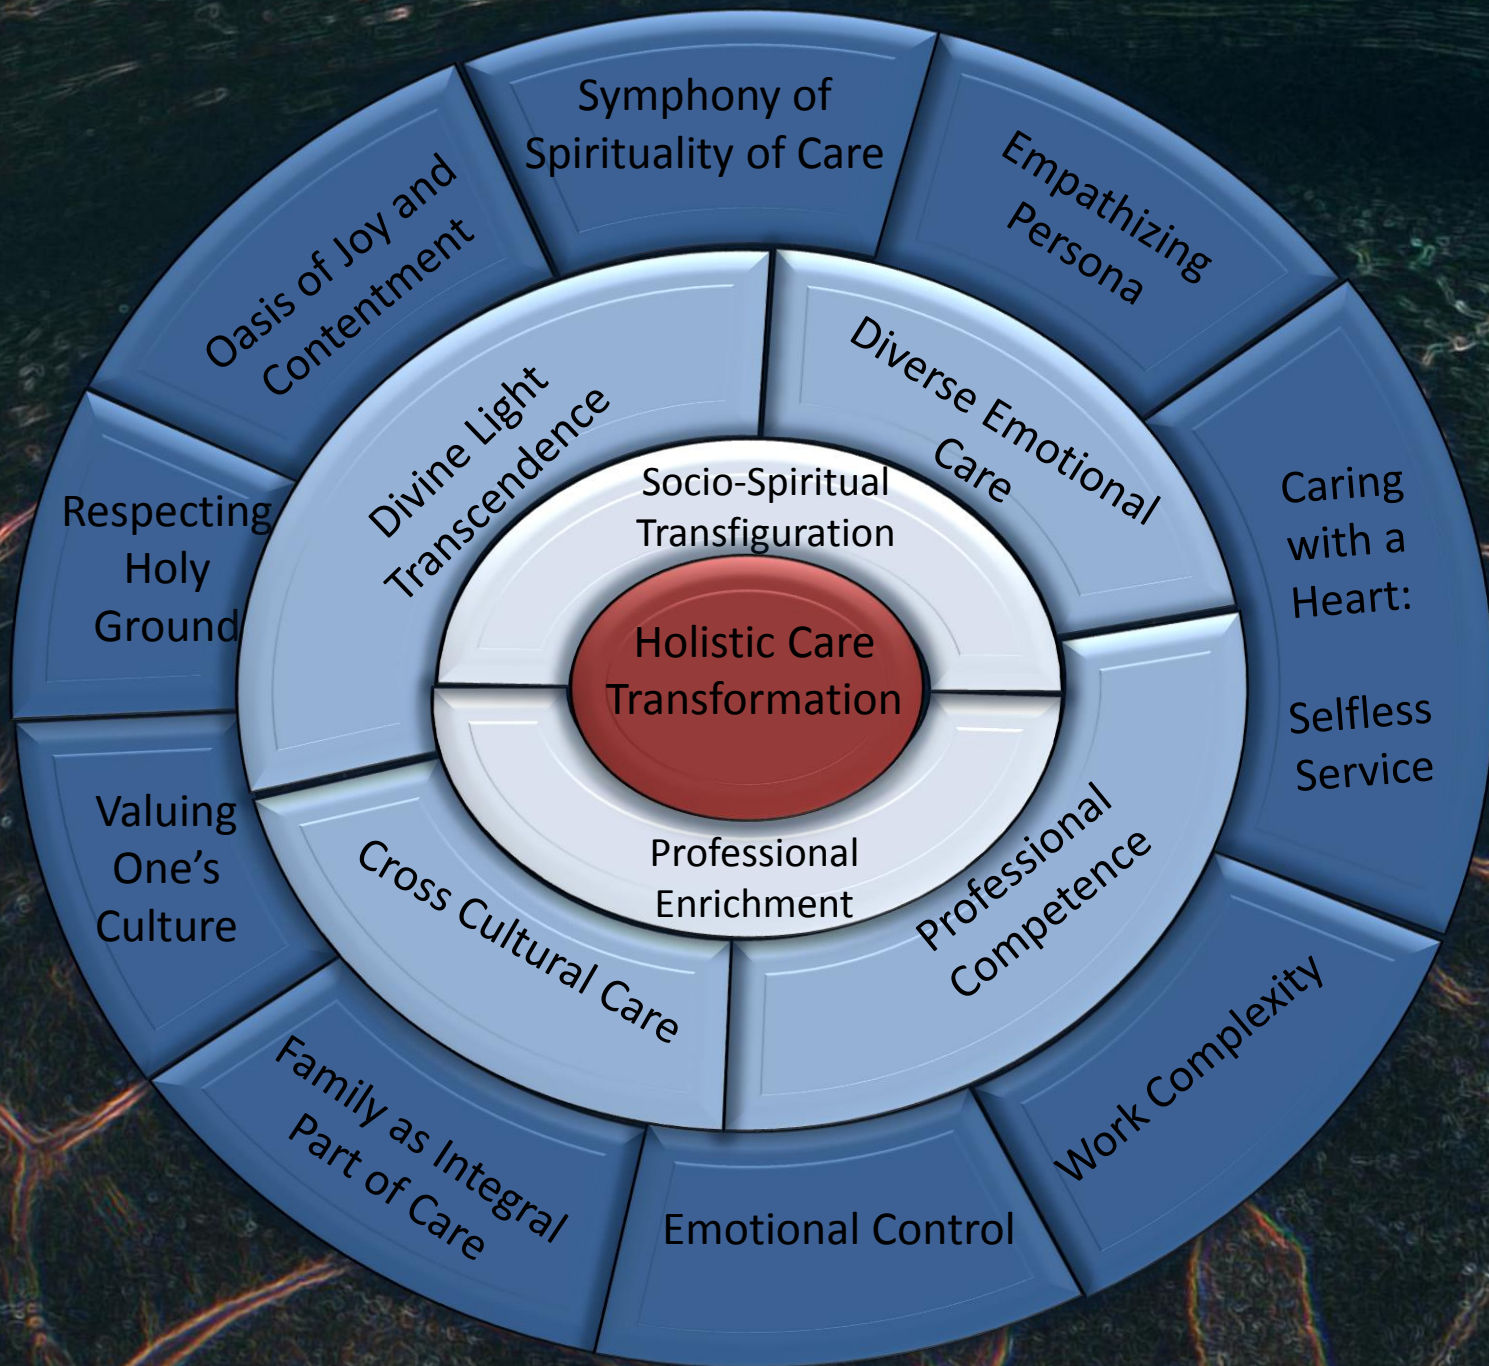 Symphony of
Spirituality of Care
Empathizing
Persona
Caring
with a
Heart:
Selfless
Service
Work Complexity
Emotional Control
Family as Integral
Part of Care
Valuing
One’s
Culture
Respecting
Holy
Ground
Oasis of Joy and
Contentment
Divine Light
Transcendence
Diverse Emotional
Care
Professional
Competence
Cross Cultural Care
Socio-Spiritual
Transfiguration
Professional
Enrichment
Holistic Care
Transformation